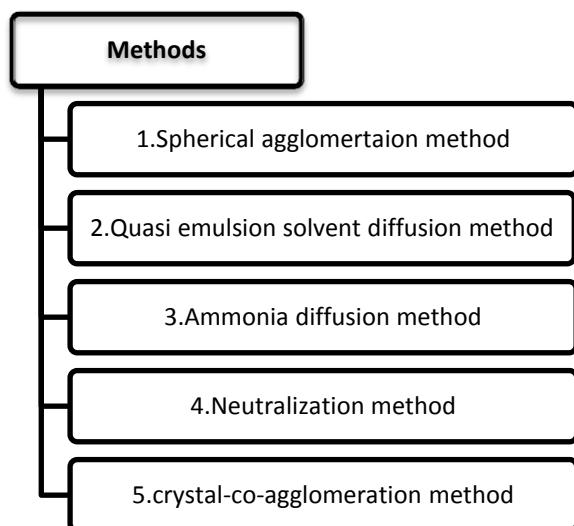 Methods
1.Spherical agglomertaion method
2.Quasi emulsion solvent diffusion method
3.Ammonia diffusion method
4.Neutralization method
5.crystal-co-agglomeration method